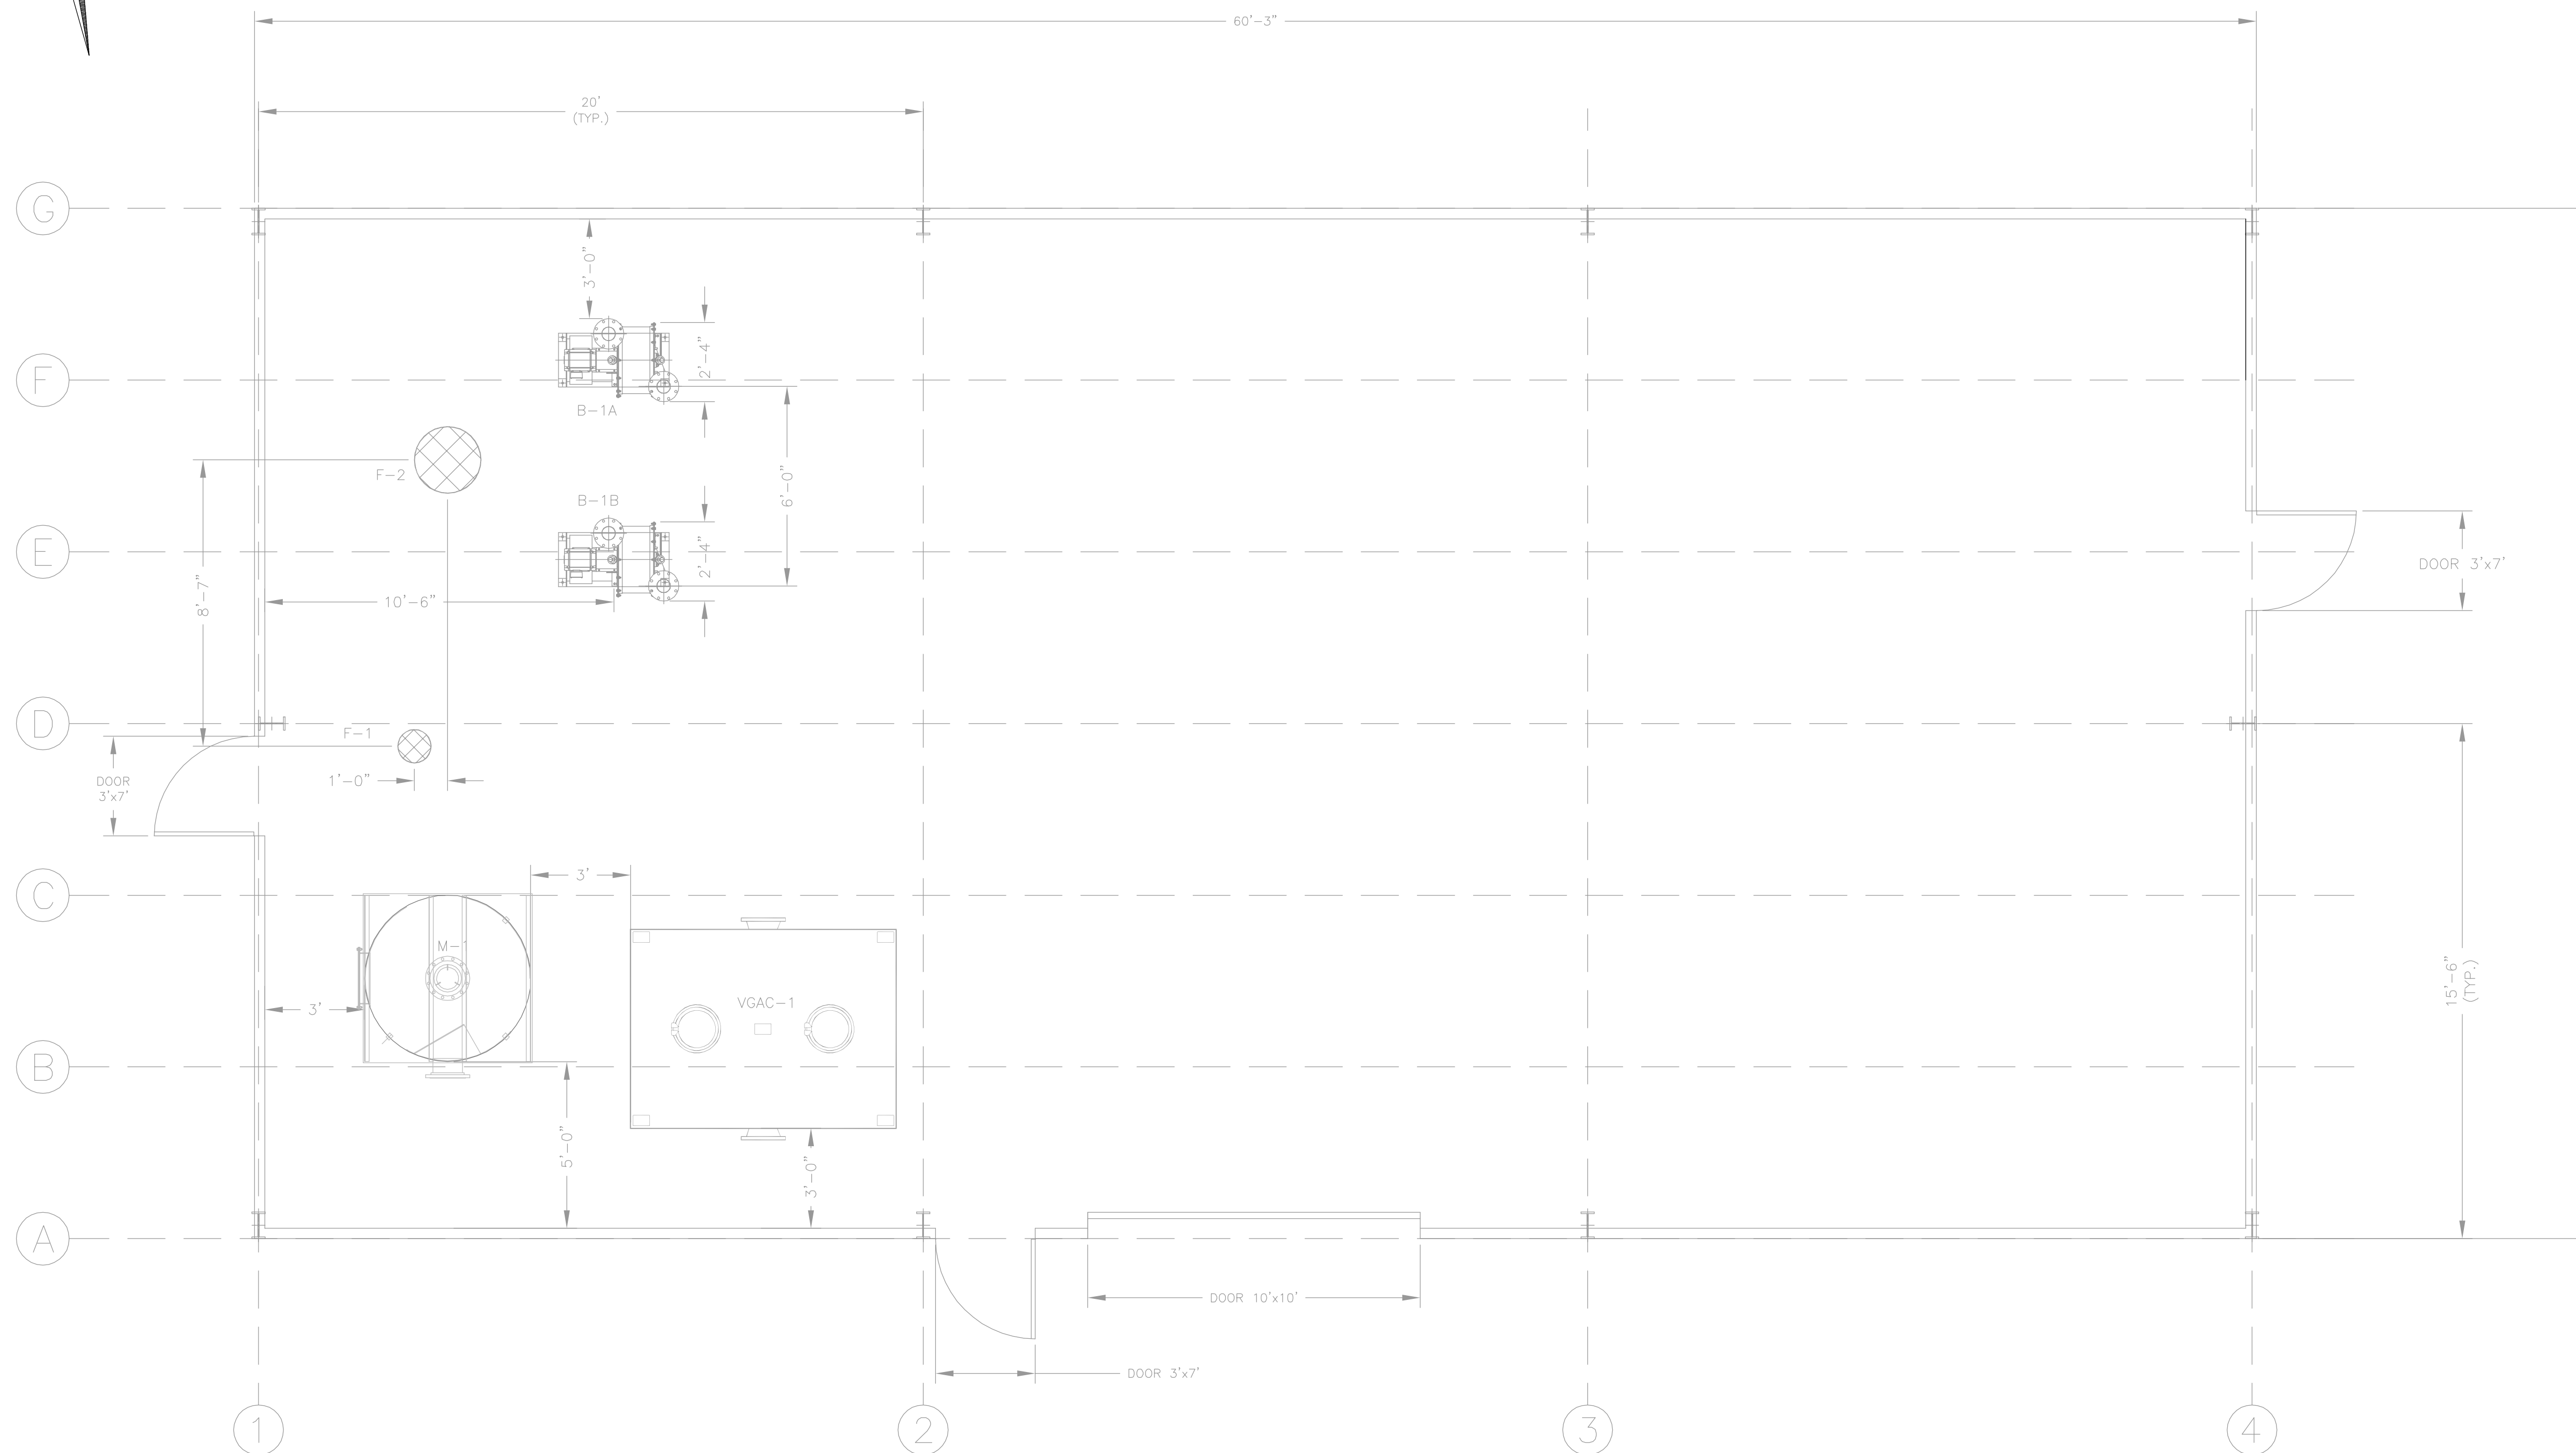 60'-3"
20'
(TYP.)
G
3'-0"
2'-4"
F
B-1A
F-2
6'-0"
B-1B
E
2'-4"
DOOR 3'x7'
8'-7"
10'-6"
D
F-1
1'-0"
DOOR
3'x7'
C
3'
M-
15'-6"
(TYP.)
VGAC-1
3'
B
5'-0"
3'-0"
A
DOOR 10'x10'
DOOR 3'x7'
1
2
3
4